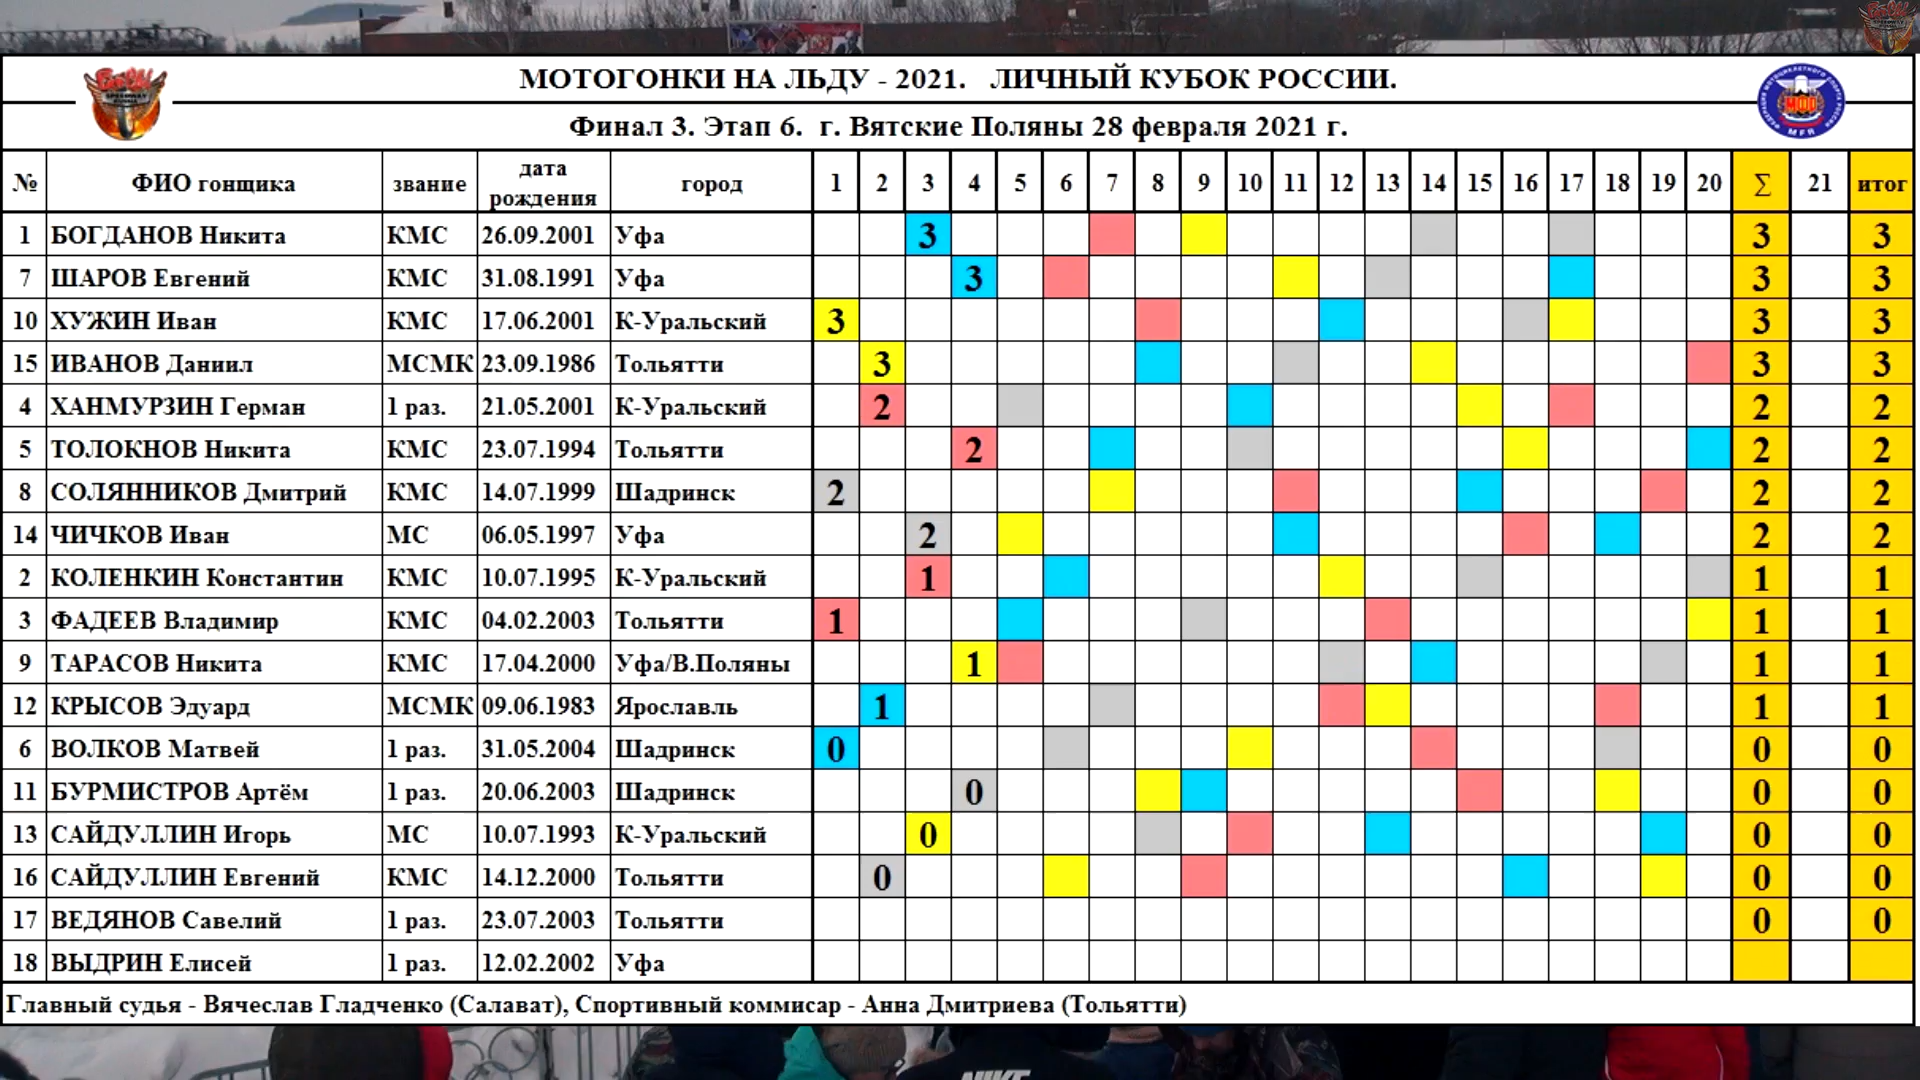 МОТОГОНКИ НА ЛЬДУ - 2021. ЛИЧНЫЙ КУБОК РОССИИ.
Финал 3. Этап 6. г. Вятские Поляны 28 февраля 2021 г.
№ ФИО гонщика звание дата рождения город 1 2 3 4 5 6 7 8 9 10 11 12 13 14 15 16 17 18 19 20 ∑ 21 итог
1 БОГДАНОВ Никита КМС 26.09.2001 Уфа 3 3 3
7 ШАРОВ Евгений КМС 31.08.1991 Уфа 3 3 3
10 ХУЖИН Иван КМС 17.06.2001 К-Уральский 3 3 3
15 ИВАНОВ Даниил МСМК 23.09.1986 Тольятти 3 3 3
4 ХАНМУРЗИН Герман 1 раз. 21.05.2001 К-Уральский 2 2 2
5 ТОЛОКНОВ Никита КМС 23.07.1994 Тольятти 2 2 2
8 СОЛЯННИКОВ Дмитрий КМС 14.07.1999 Шадринск 2 2 2
14 ЧИЧКОВ Иван МС 06.05.1997 Уфа 2 2 2
2 КОЛЕНКИН Константин КМС 10.07.1995 К-Уральский 1 1 1
3 ФАДЕЕВ Владимир КМС 04.02.2003 Тольятти 1 1 1
9 ТАРАСОВ Никита КМС 17.04.2000 Уфа/В.Поляны 1 1 1
12 КРЫСОВ Эдуард МСМК 09.06.1983 Ярославль 1 1 1
6 ВОЛКОВ Матвей 1 раз. 31.05.2004 Шадринск 0 0 0
11 БУРМИСТРОВ Артём 1 раз. 20.06.2003 Шадринск 0 0 0
13 САЙДУЛЛИН Игорь МС 10.07.1993 К-Уральский 0 0 0
16 САЙДУЛЛИН Евгений КМС 14.12.2000 Тольятти 0 0 0
17 ВЕДЯНОВ Савелий 1 раз. 23.07.2003 Тольятти 0 0
18 ВЫДРИН Елисей 1 раз. 12.02.2002 Уфа
Главный судья - Вячеслав Гладченко (Салават), Спортивный коммисар - Анна Дмитриева (Тольятти)
МФР
MFR
NIKE